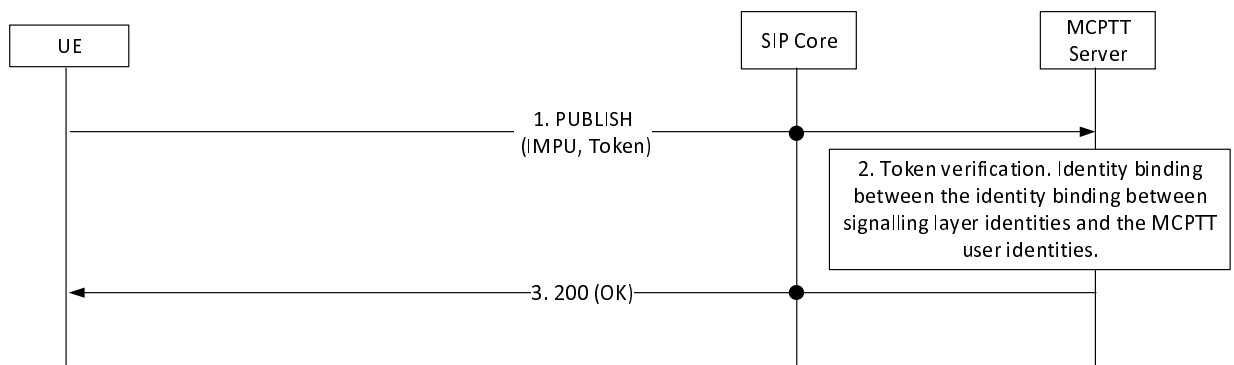 UE
SIP Core
MCPTT
Server
1. PUBLISH
(IMPU, Token)
2. Token verification. Identity binding
between the identity binding between
signalling layer identities and the MCPTT
user identities.
3. 200 (OK)